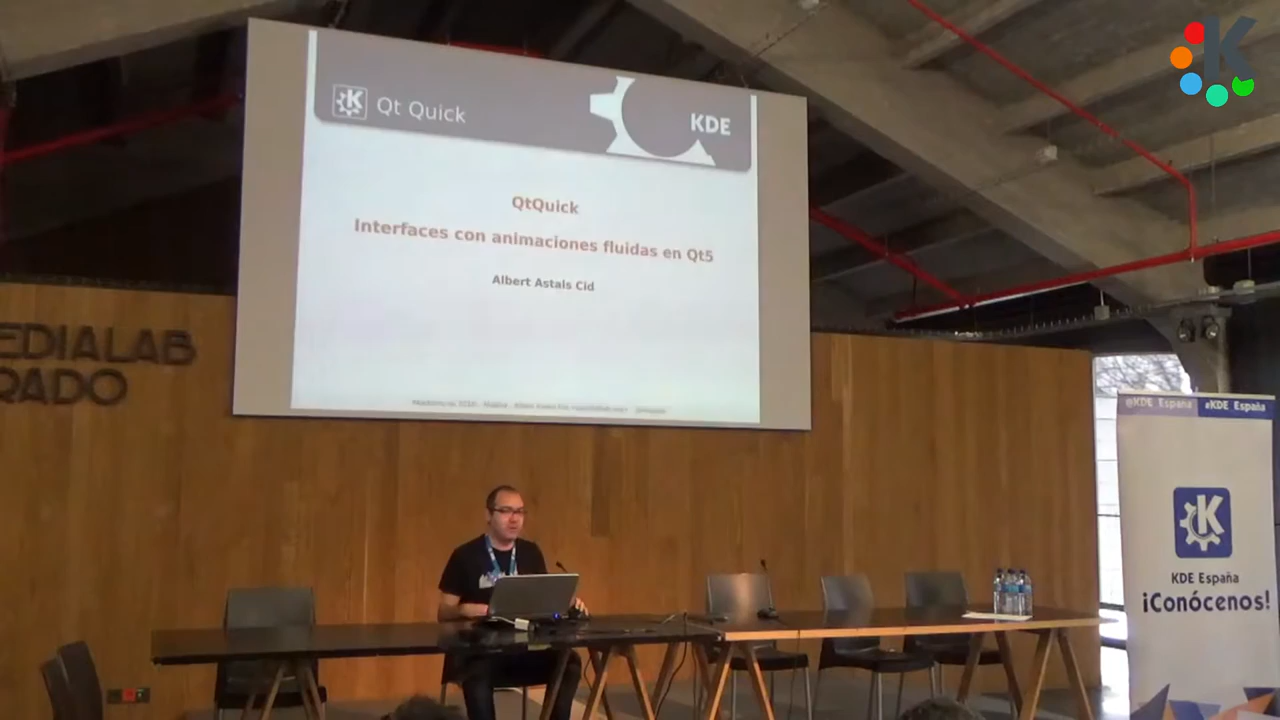 K
K Qt Quick
KDE
QtQuick
Interfaces con animaciones fluidas en Qt5
Albert Astals Cid
EDIALAB
RADO
@KDE España
#KDE España
K
KDE España
¡Conócenos!